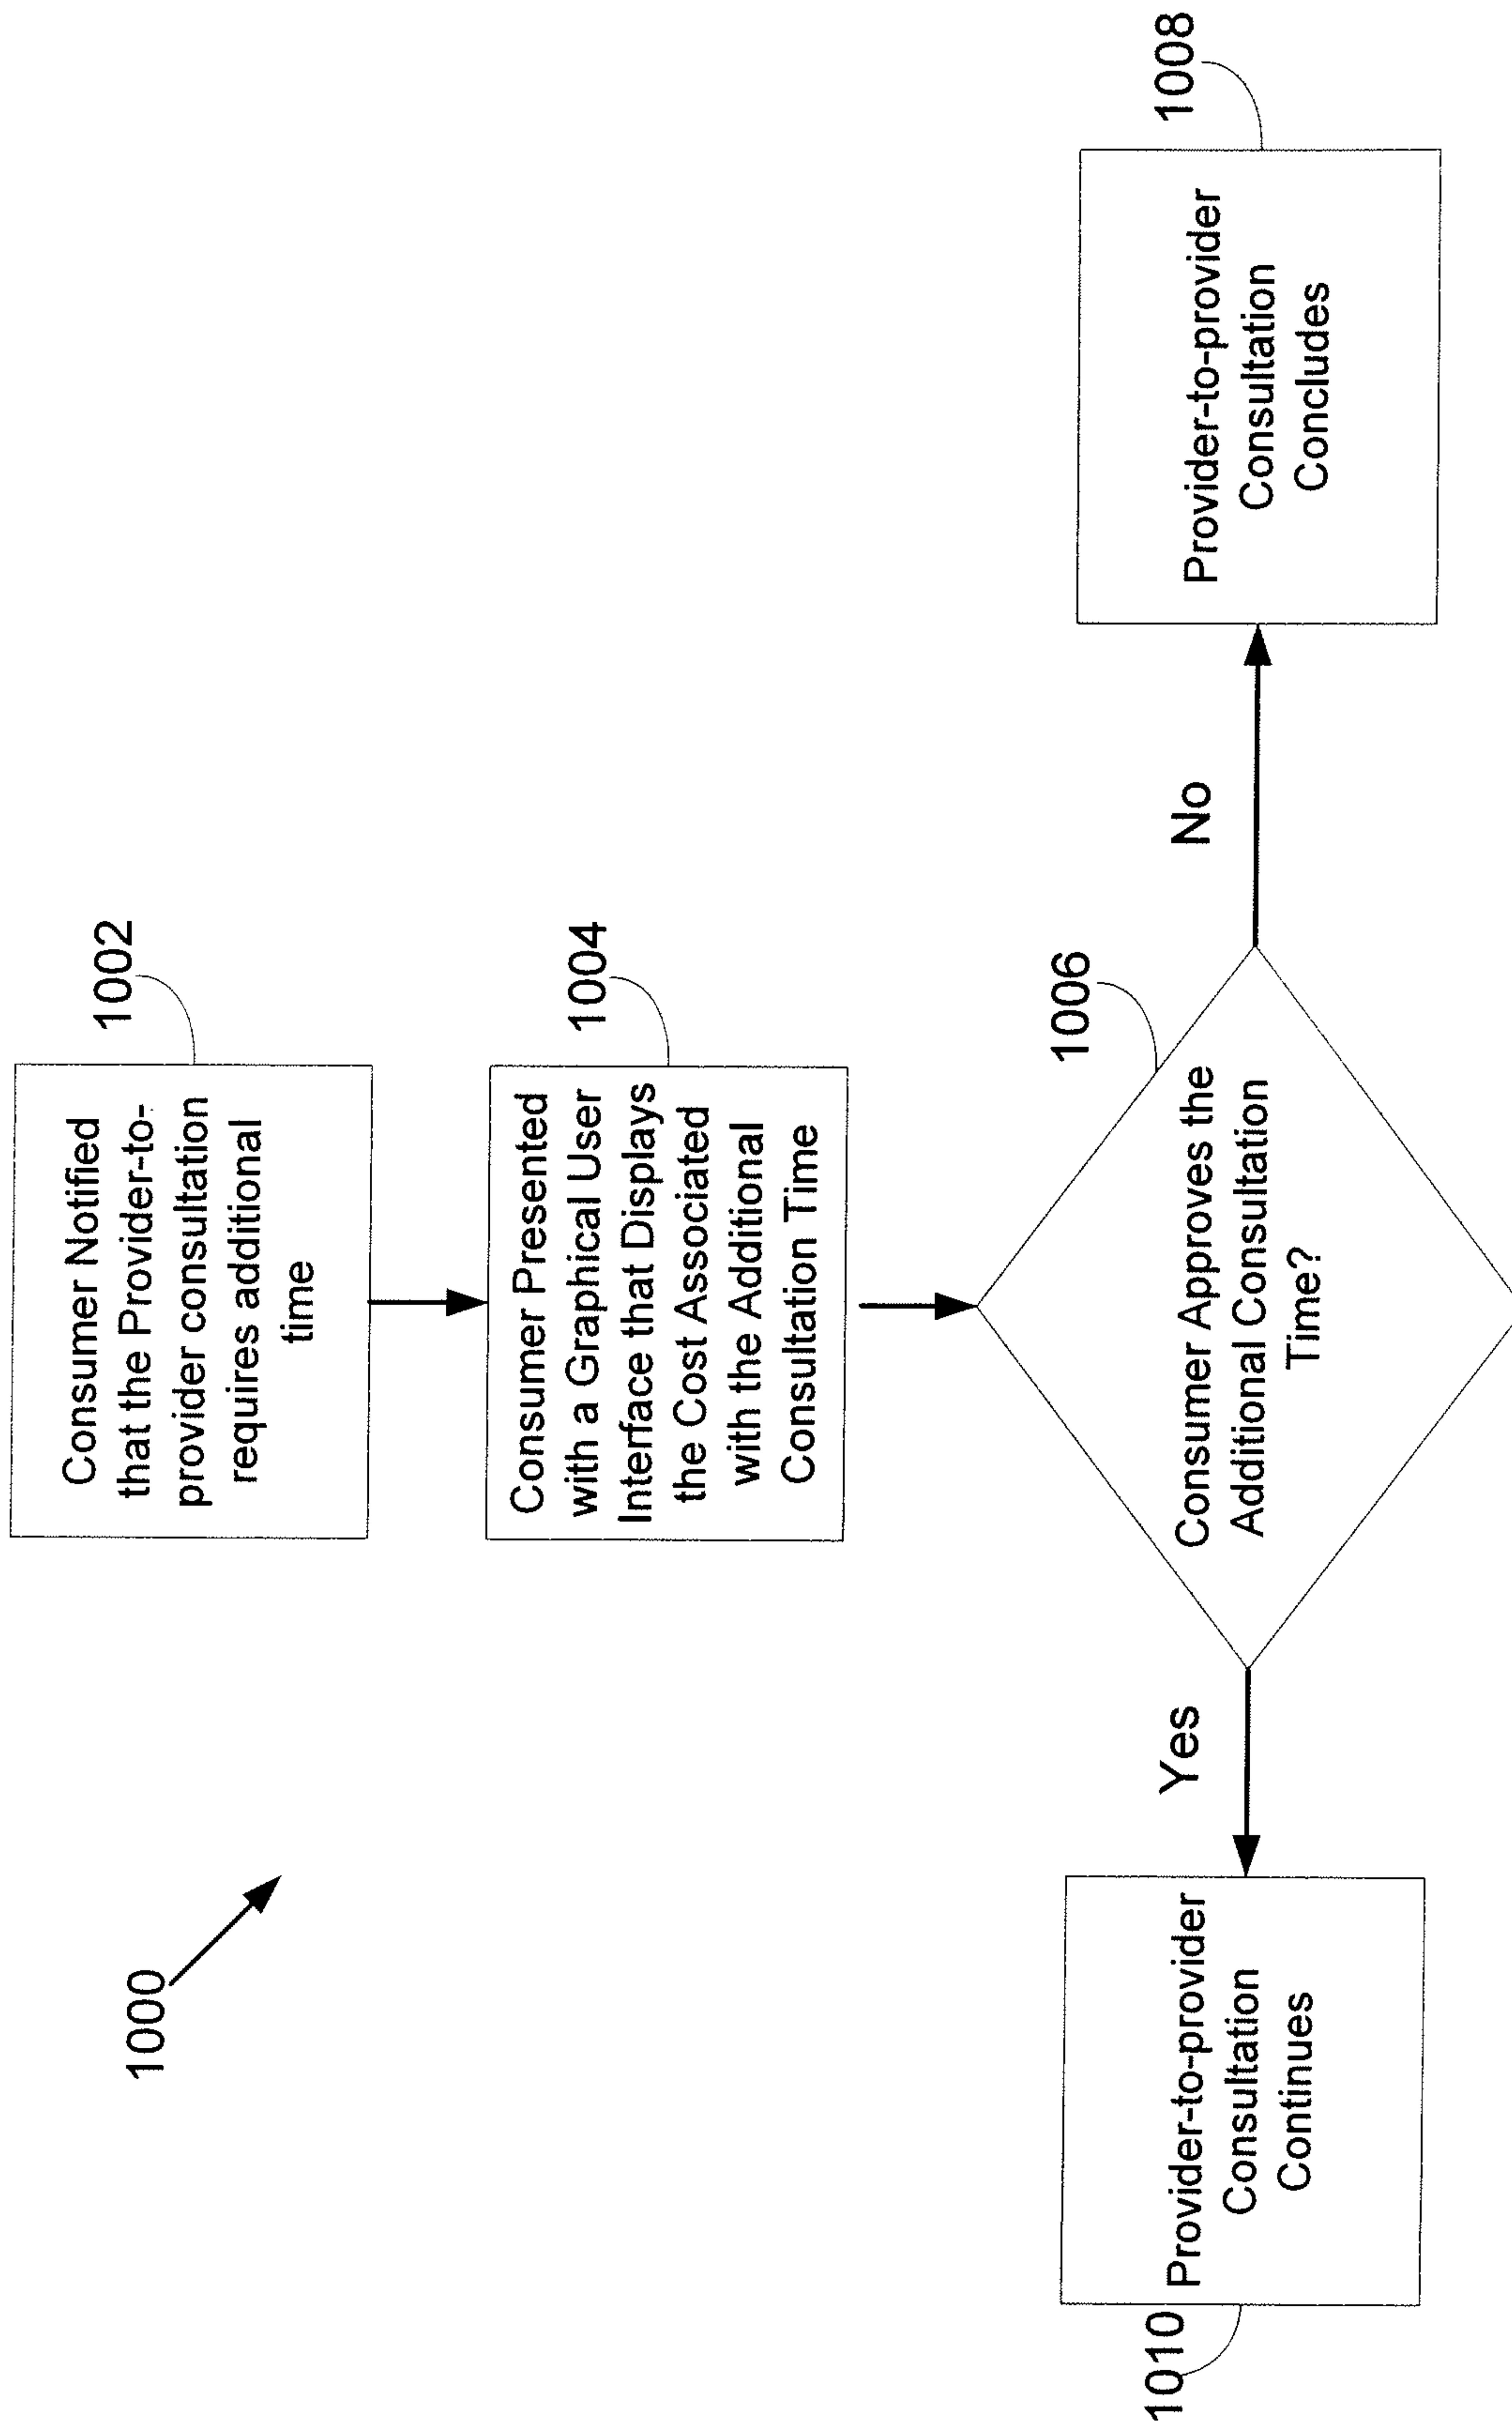 1000
1002
Consumer Notified
that the Provider-to-
provider consultation
requires additional
time
1004
Consumer Presented
with a Graphical User
Interface that Displays
the Cost Associated
with the Additional
Consultation Time
1006
Consumer Approves the
Additional Consultation
Time?
Yes
No
1010
Provider-to-provider
Consultation
Continues
1008
Provider-to-provider
Consultation
Concludes